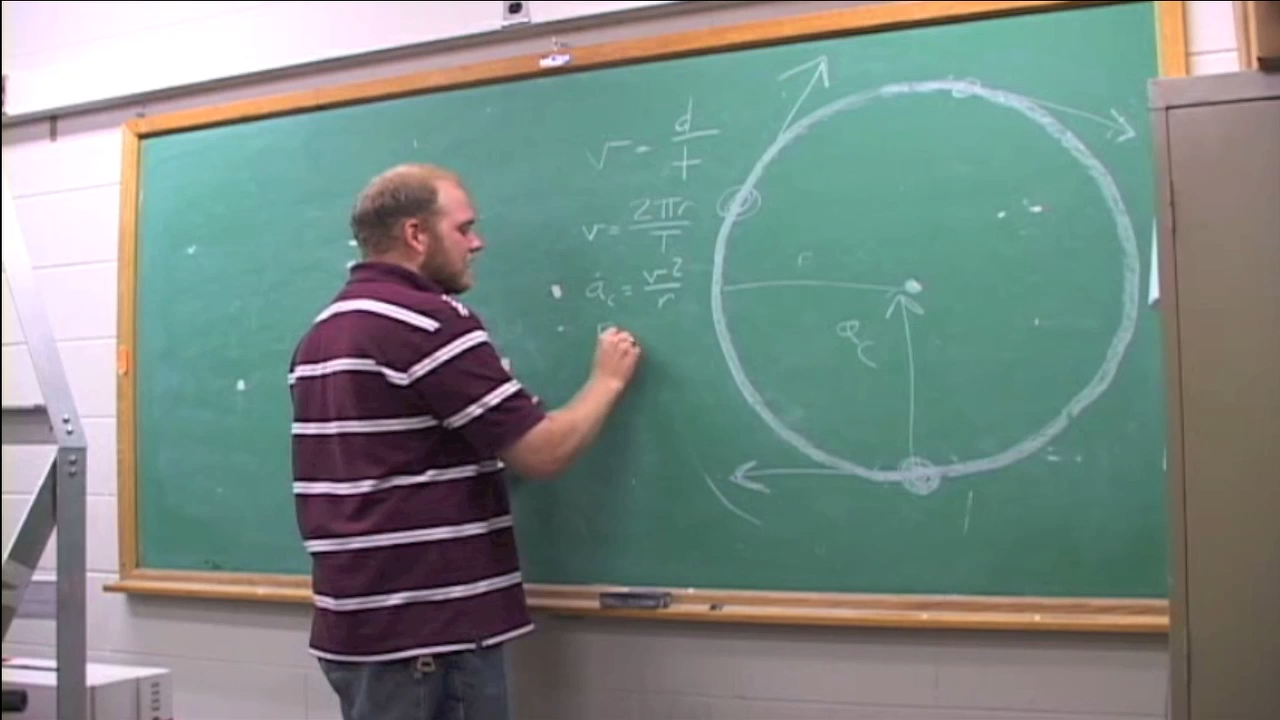 v = d/t
v = 2πr/T
a_c = v²/r
F
r
a_c